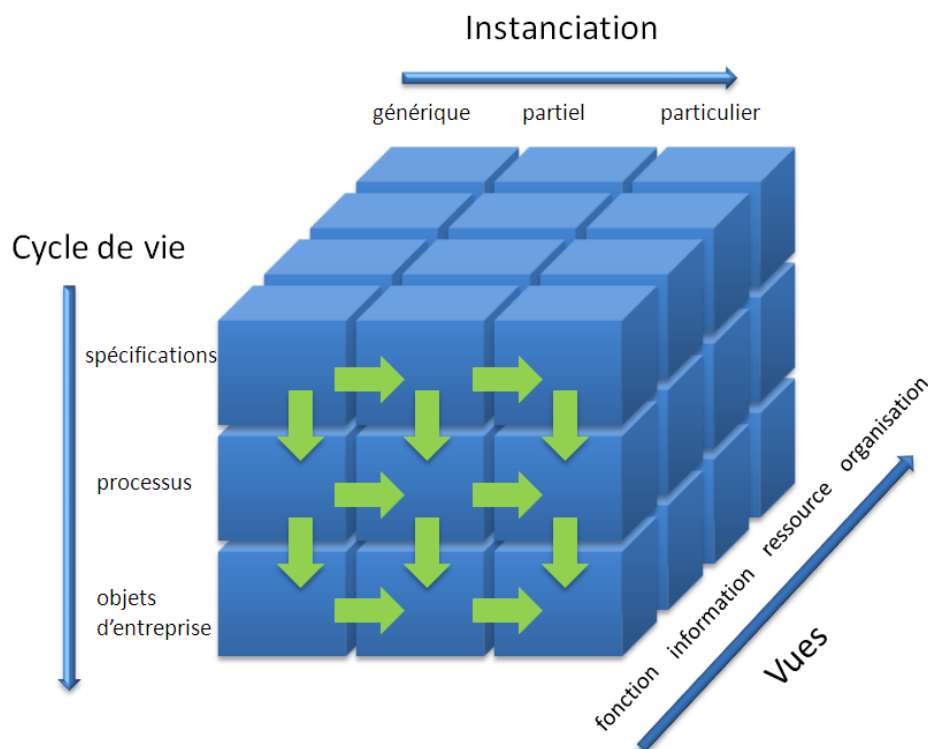 Instanciation
générique partiel particulier
Cycle de vie
spécifications
processus
objets
d'entreprise
fonction information ressource organisation
Vues